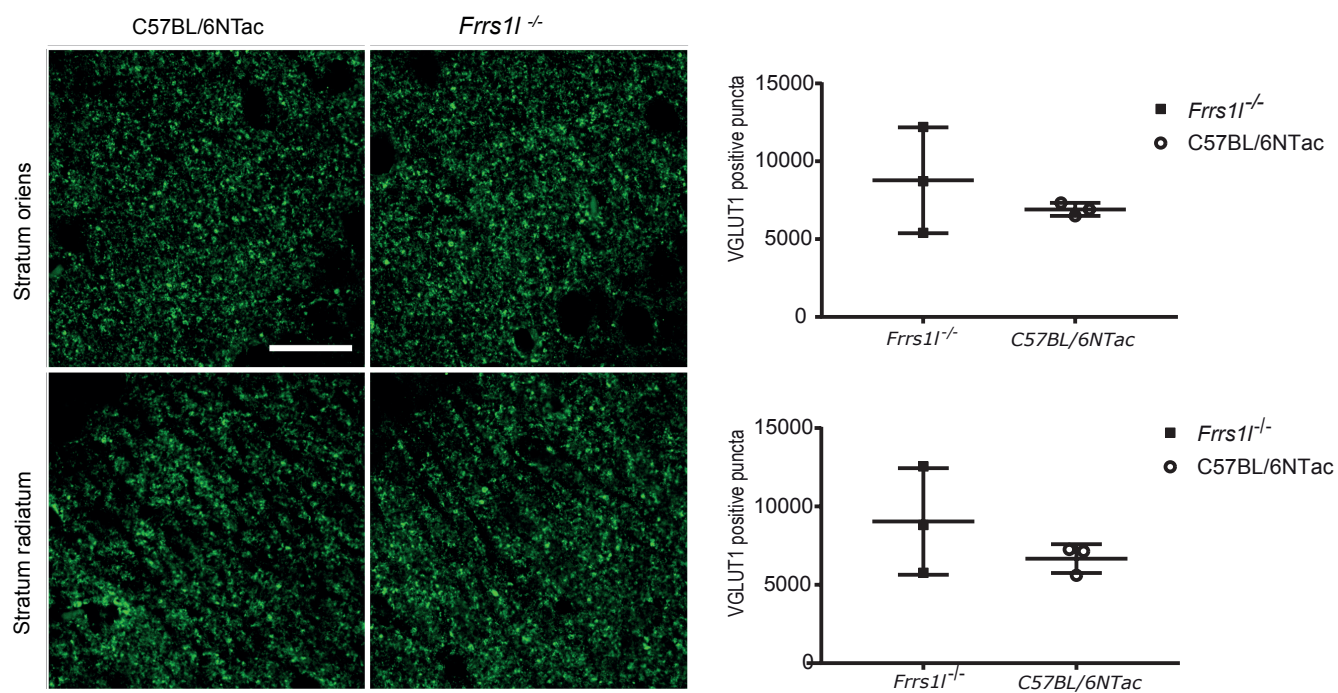 C57BL/6NTac
Frrs1l -/-
Stratum oriens
Stratum radiatum
VGLUT1 positive puncta
15000
10000
5000
0
Frrs1l-/-
C57BL/6NTac
Frrs1l-/-
C57BL/6NTac
VGLUT1 positive puncta
15000
10000
5000
0
Frrs1l-/-
C57BL/6NTac
Frrs1l-/-
C57BL/6NTac